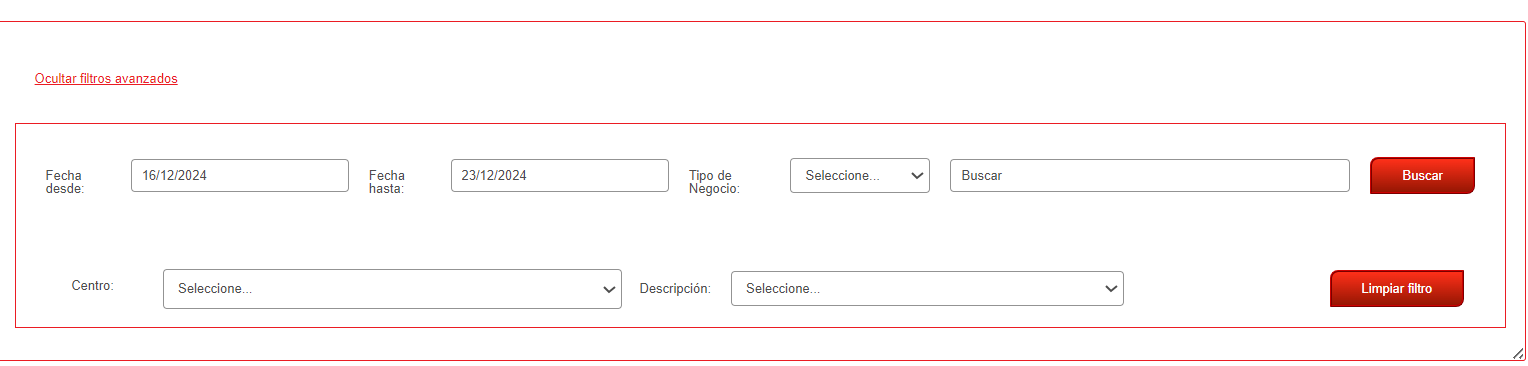 Ocultar filtros avanzados
Fecha desde: 16/12/2024 Fecha hasta: 23/12/2024 Tipo de Negocio: Seleccione... Buscar Buscar
Centro: Seleccione... Descripción: Seleccione... Limpiar filtro